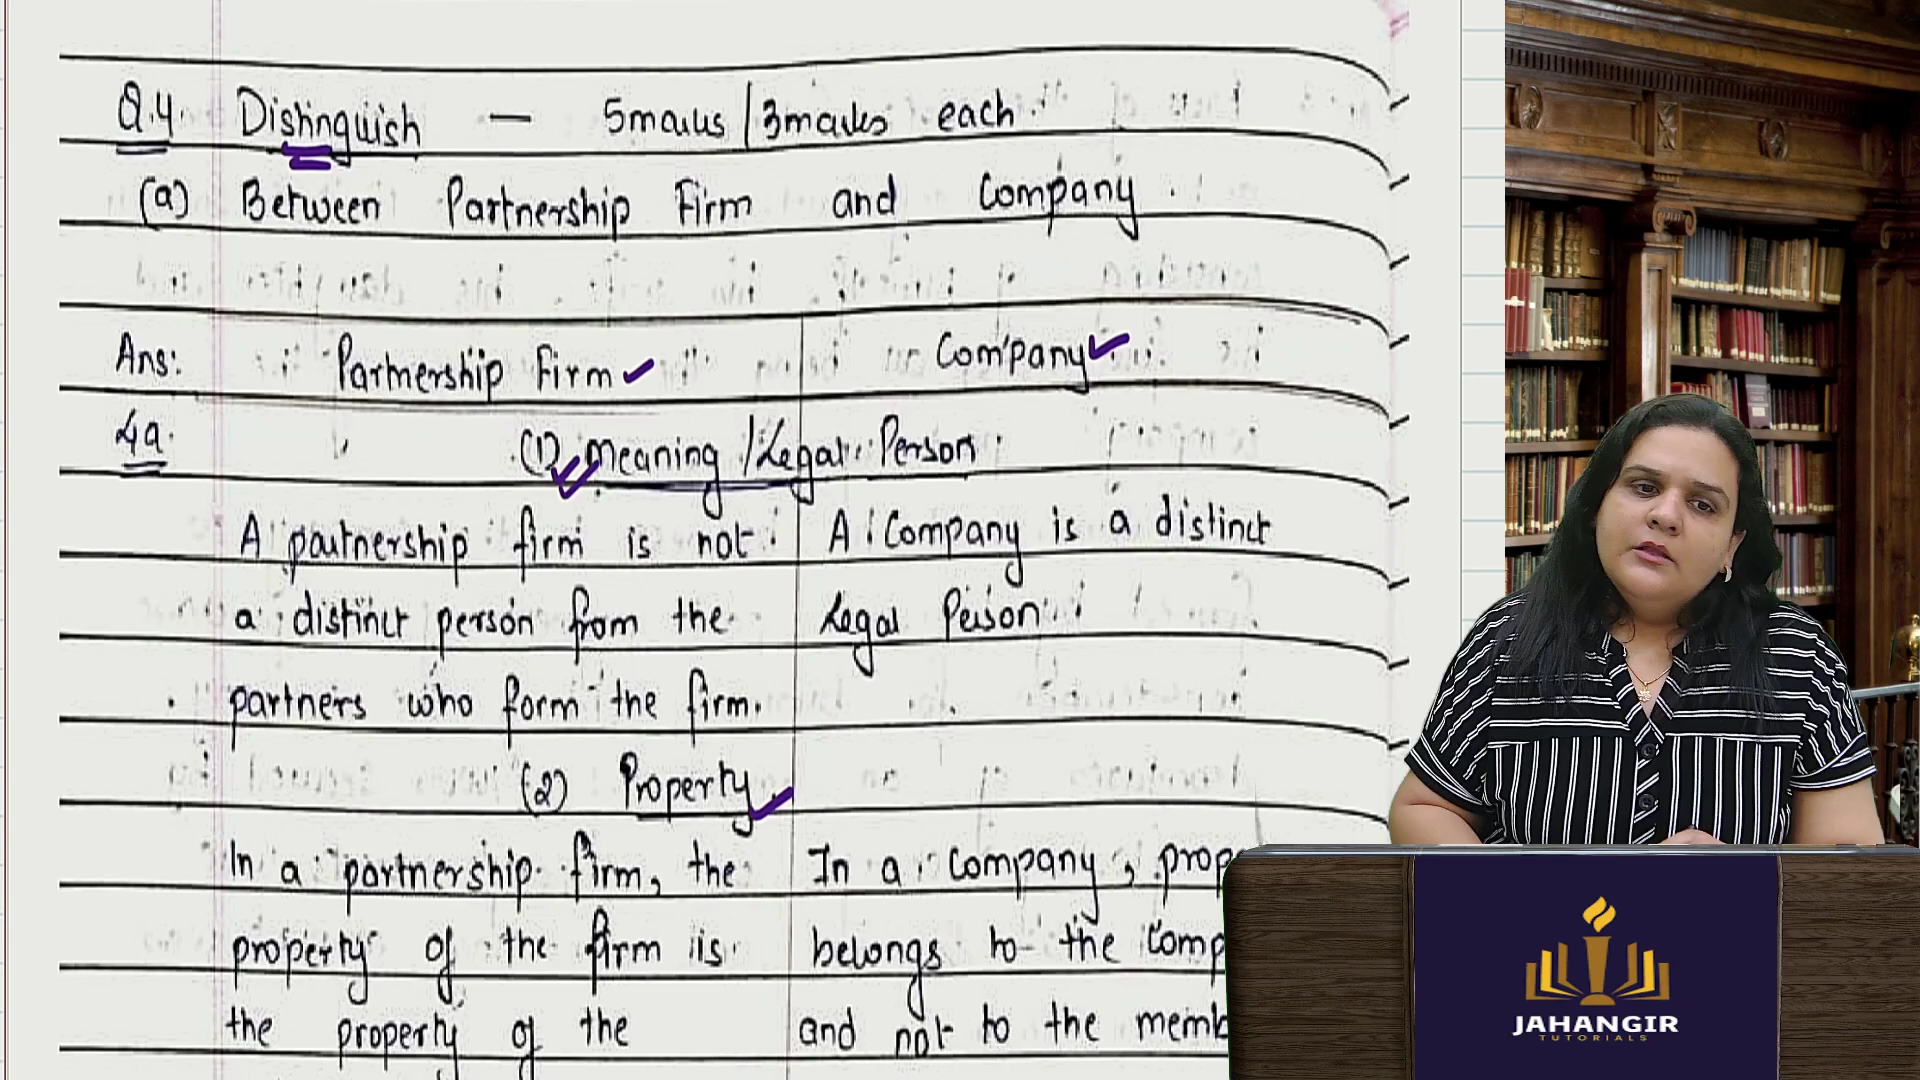 Q.4. Distinguish — 5marks/3marks each
(a) Between Partnership Firm and Company.
Ans: Partnership Firm Company
4a. (1) Meaning/Legal Person
A partnership firm is not A Company is a distinct
a distinct person from the Legal Person
partners who form the firm.
(2) Property
In a partnership firm, the In a company, prop
property of the firm is belongs to the Comp
the property of the and not to the memb
JAHANGIR
TUTORIALS